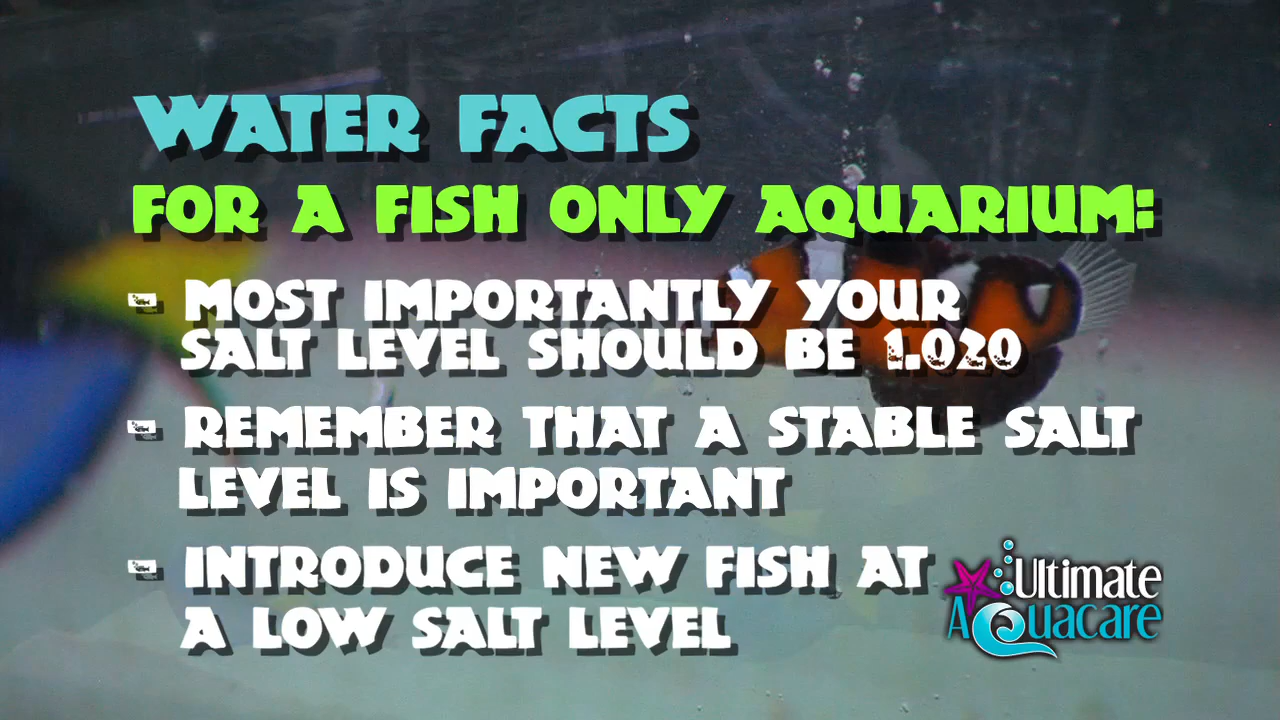 WATER FACTS
FOR A FISH ONLY AQUARIUM:
- MOST IMPORTANTLY YOUR
SALT LEVEL SHOULD BE 1.020
- REMEMBER THAT A STABLE SALT
LEVEL IS IMPORTANT
- INTRODUCE NEW FISH AT
A LOW SALT LEVEL
Ultimate
Aquacare